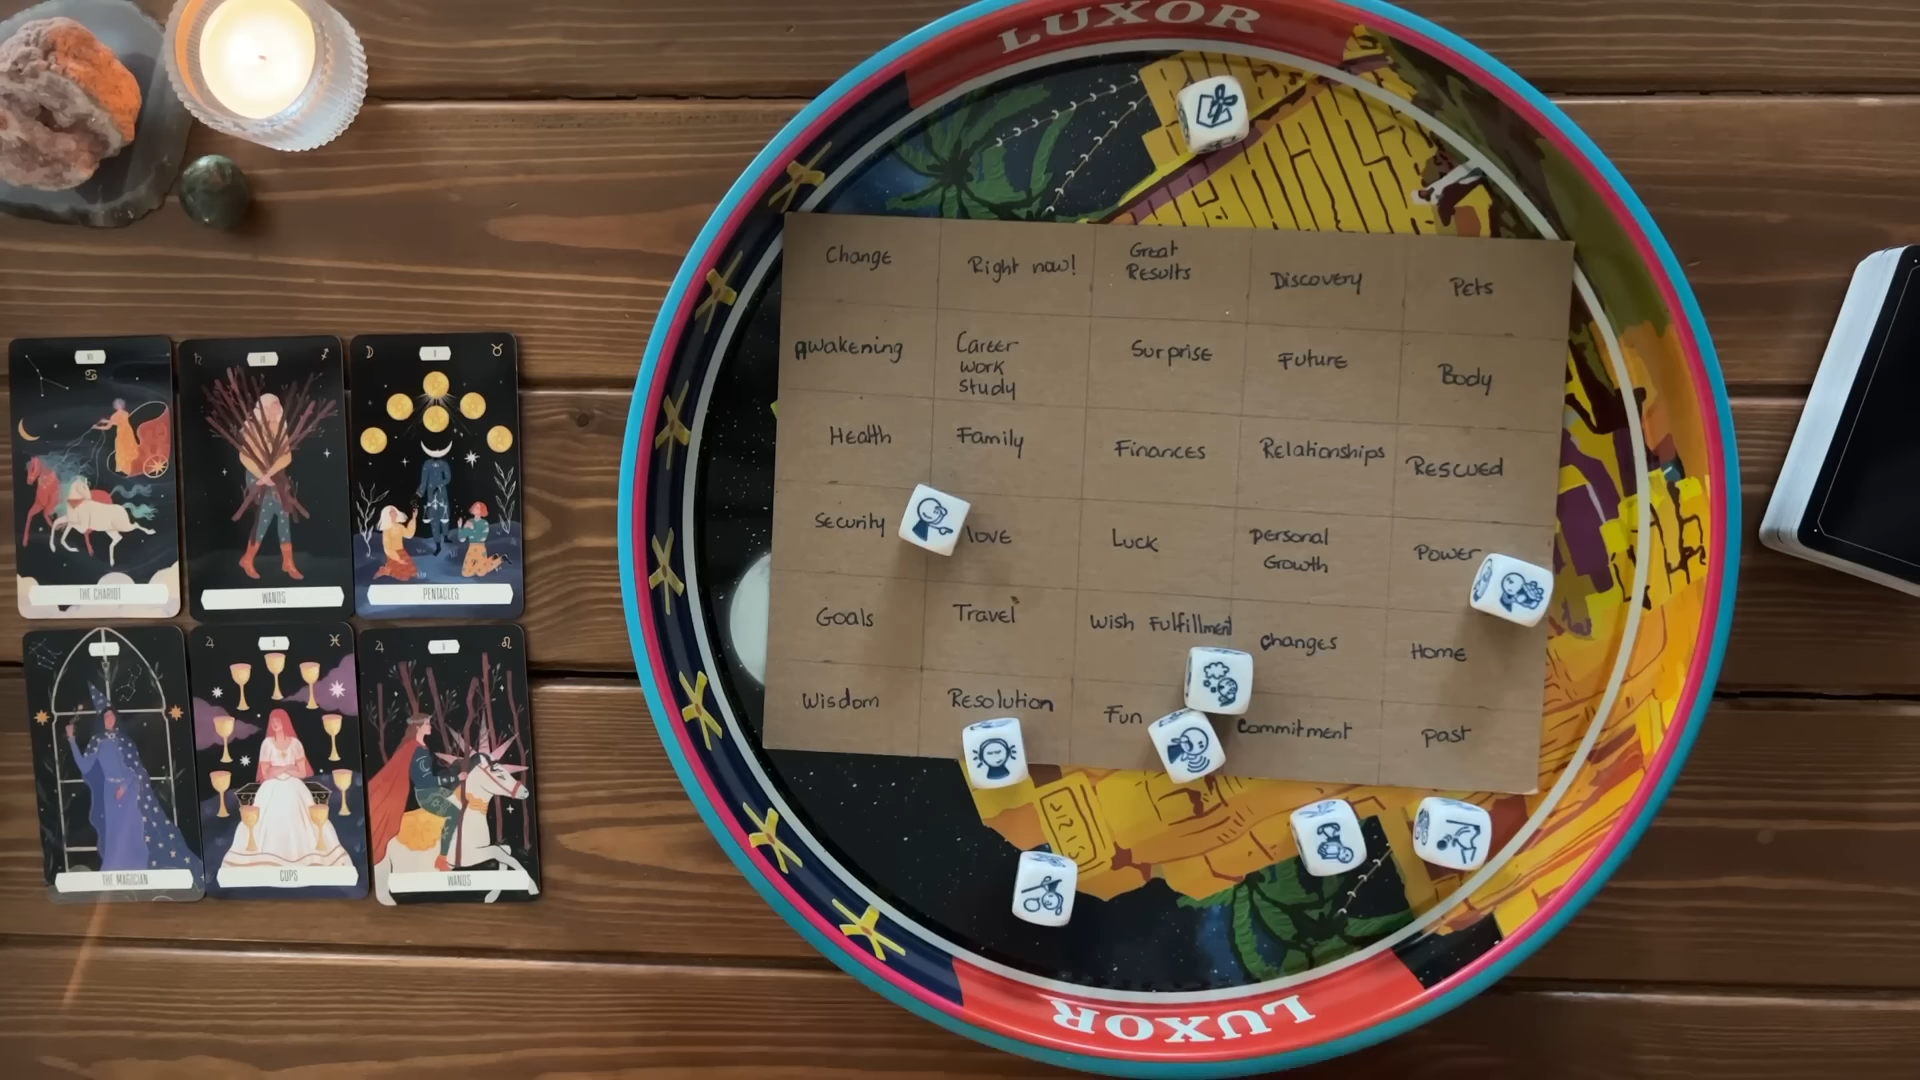 LUXOR
Change
Right now!
Great
Results
Discovery
Pets
Awakening
Career
work
study
Surprise
Future
Body
Health
Family
Finances
Relationships
RESCUED
Security
love
Luck
personal
Growth
Power
Goals
Travel
Wish Fulfillment
changes
Home
Wisdom
Resolution
Fun
Commitment
past
LUXOR
VII
THE CHARIOT
WANDS
PENTACLES
I
THE MAGICIAN
CUPS
WANDS